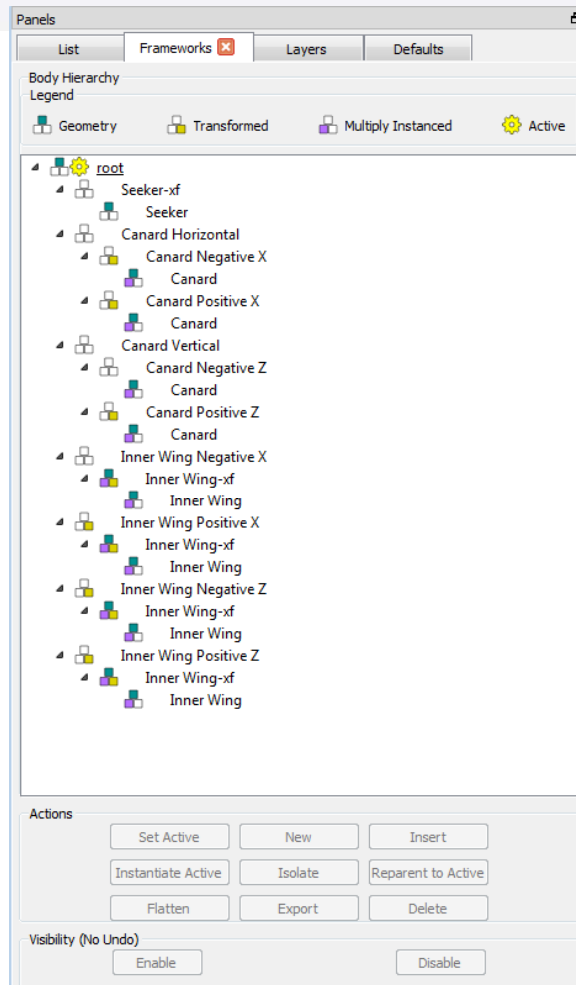 Panels
List Frameworks Layers Defaults
Body Hierarchy
Legend
Geometry Transformed Multiply Instanced Active
root
Seeker-xf
Seeker
Canard Horizontal
Canard Negative X
Canard
Canard Positive X
Canard
Canard Vertical
Canard Negative Z
Canard
Canard Positive Z
Canard
Inner Wing Negative X
Inner Wing-xf
Inner Wing
Inner Wing Positive X
Inner Wing-xf
Inner Wing
Inner Wing Negative Z
Inner Wing-xf
Inner Wing
Inner Wing Positive Z
Inner Wing-xf
Inner Wing
Actions
Set Active New Insert
Instantiate Active Isolate Reparent to Active
Flatten Export Delete
Visibility (No Undo)
Enable Disable